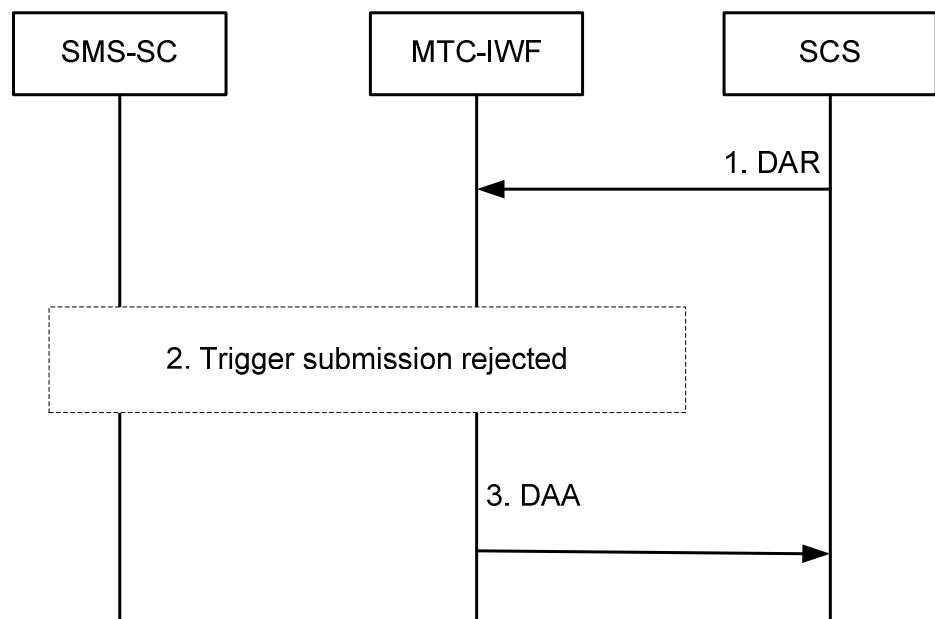 SMS-SC
MTC-IWF
SCS
1. DAR
2. Trigger submission rejected
3. DAA